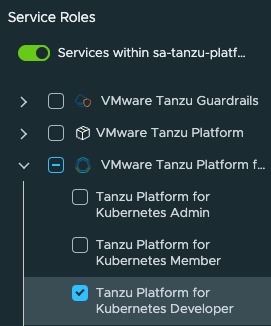 Service Roles
Services within sa-tanzu-platf...
VMware Tanzu Guardrails
VMware Tanzu Platform
VMware Tanzu Platform f...
Tanzu Platform for
Kubernetes Admin
Tanzu Platform for
Kubernetes Member
Tanzu Platform for
Kubernetes Developer